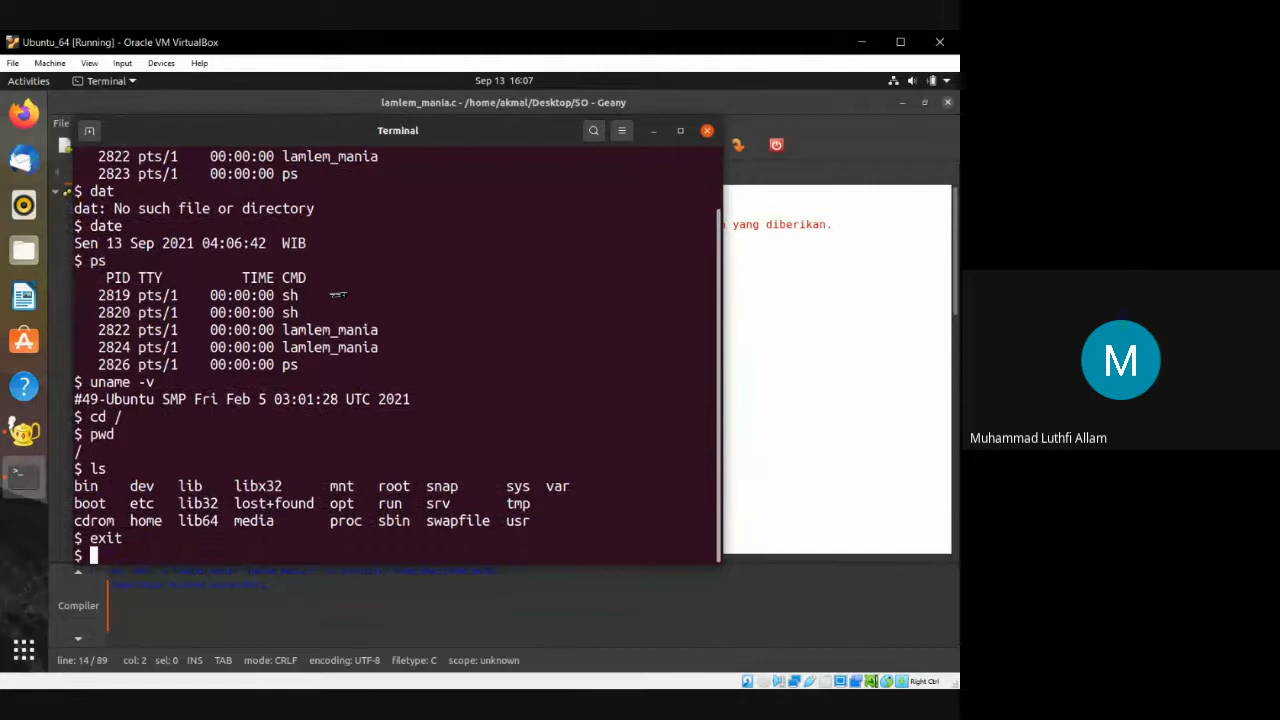 Ubuntu_64 [Running] - Oracle VM VirtualBox
File Machine View Input Devices Help
Activities Terminal Sep 13 16:07
lamlem_mania.c - /home/akmal/Desktop/SO - Geany
File
Terminal
2822 pts/1 00:00:00 lamlem_mania
2823 pts/1 00:00:00 ps
$ dat
dat: No such file or directory
$ date
yang diberikan.
Sen 13 Sep 2021 04:06:42 WIB
$ ps
PID TTY TIME CMD
2819 pts/1 00:00:00 sh
2820 pts/1 00:00:00 sh
2822 pts/1 00:00:00 lamlem_mania
2824 pts/1 00:00:00 lamlem_mania
2826 pts/1 00:00:00 ps
$ uname -v
#49-Ubuntu SMP Fri Feb 5 03:01:28 UTC 2021
$ cd /
$ pwd
/
$ ls
bin dev lib libx32 mnt root snap sys var
boot etc lib32 lost+found opt run srv tmp
cdrom home lib64 media proc sbin swapfile usr
$ exit
$
Compiler
line: 14 / 89 col: 2 sel: 0 INS TAB mode: CRLF encoding: UTF-8 filetype: C scope: unknown
Right Ctrl
M
Muhammad Luthfi Allam